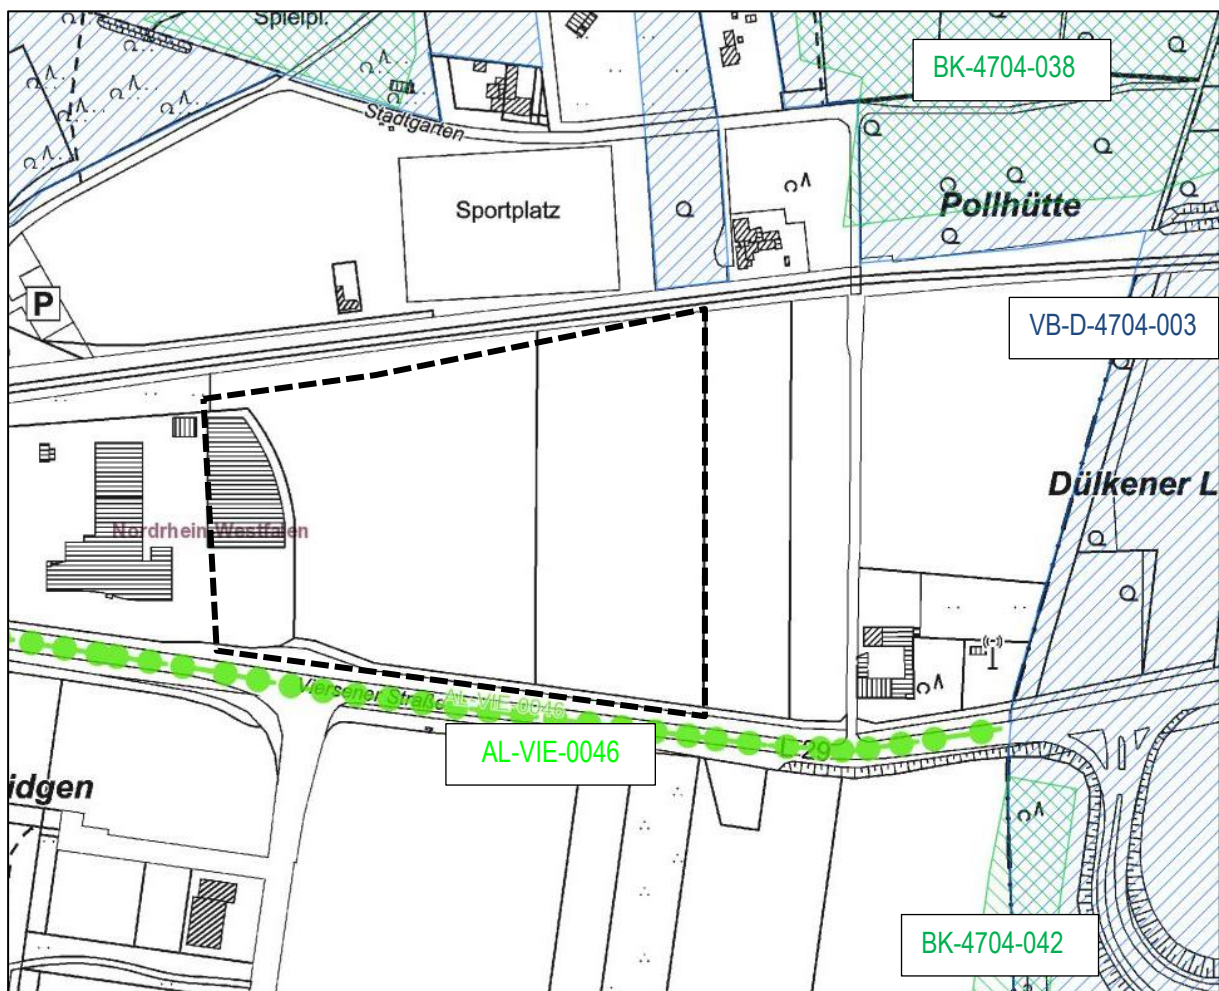 Spielpl.
BK-4704-038
Stadtgarten
Sportplatz
Pollhütte
P
VB-D-4704-003
Dülkener L
Nordrhein-Westfalen
Viersener Straße
AL-VIE-0046
L 29
AL-VIE-0046
idgen
BK-4704-042